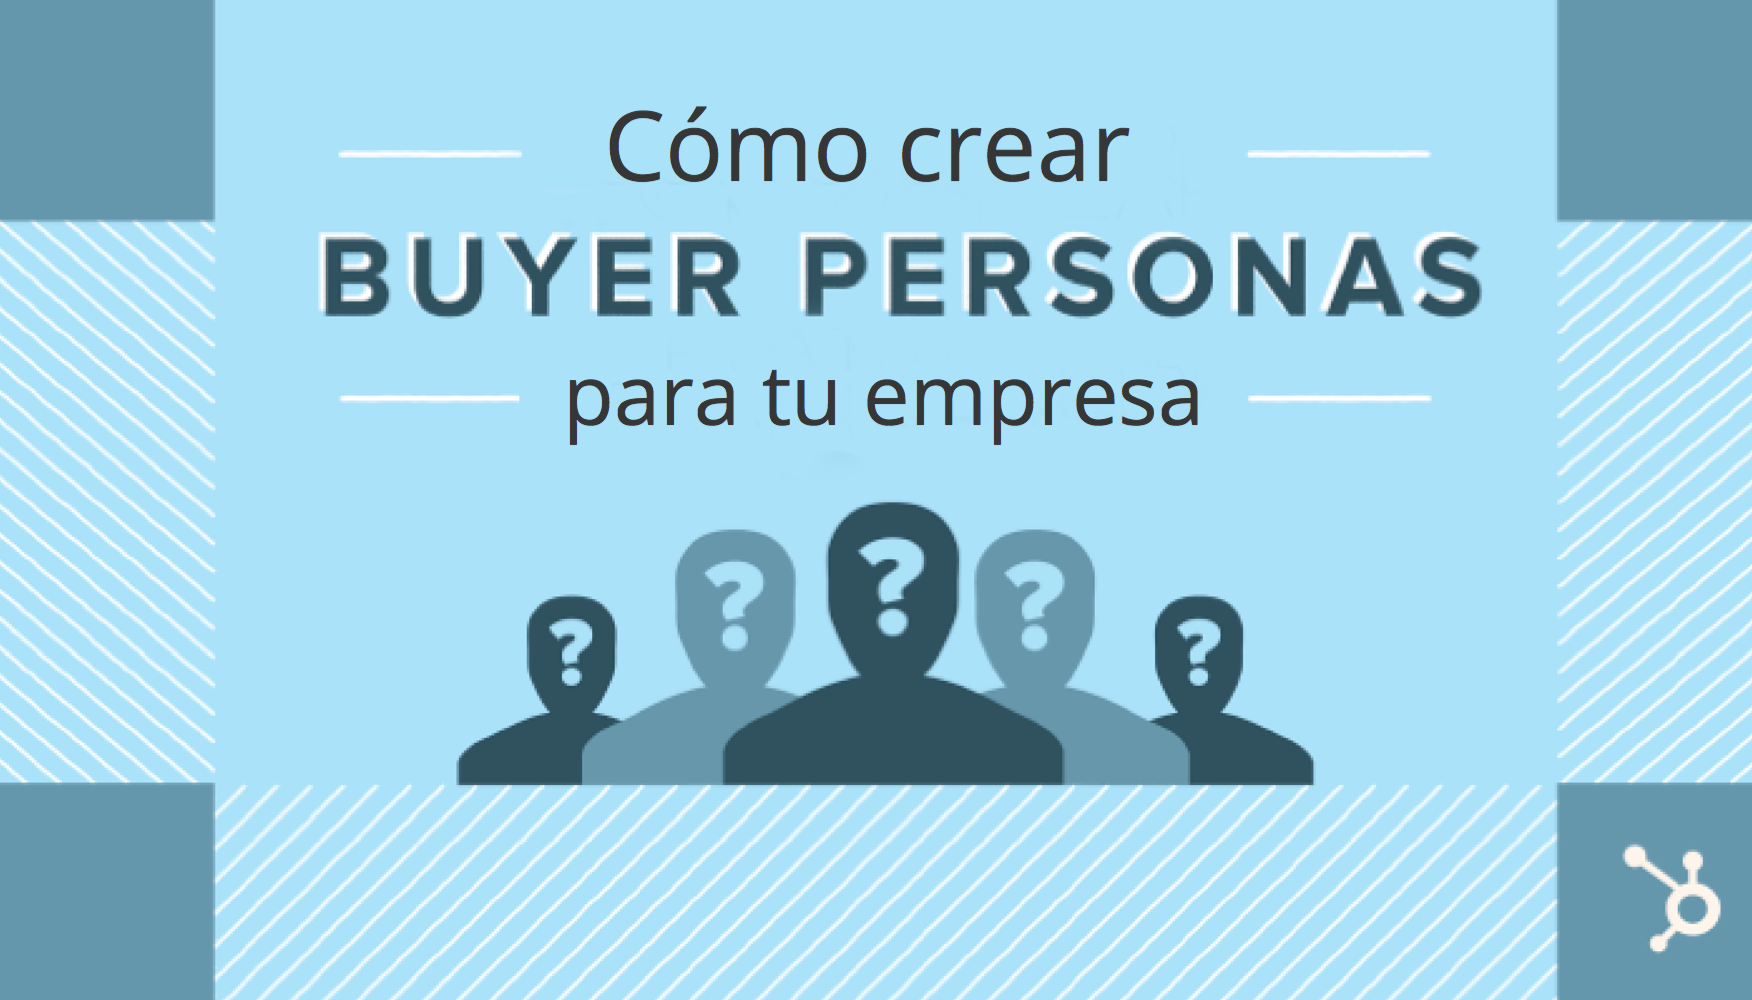 Cómo crear
BUYER PERSONAS
para tu empresa
? ? ? ? ?